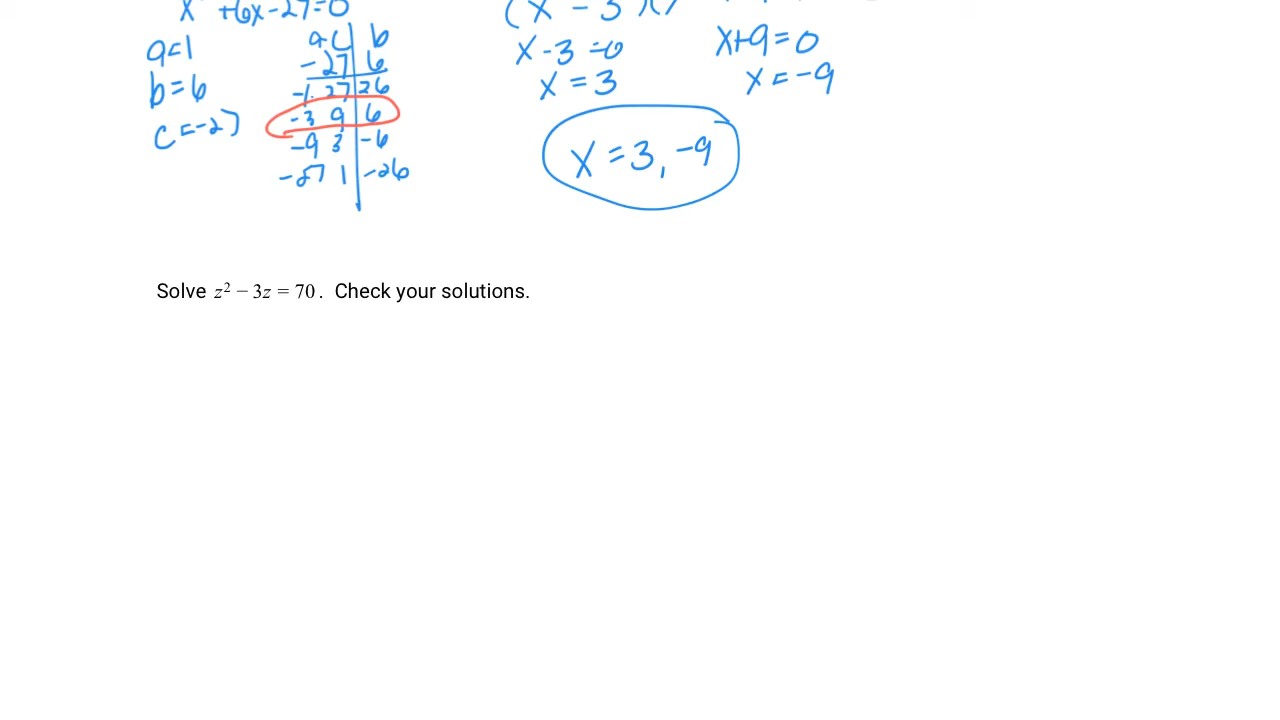 x +6x-27=0
(x - 3)(
a=1
a·c b
x-3=0
x+9=0
-27 6
b=6
-1 27 26
x=3
x=-9
-3 9 6
c=-27
-9 3 -6
x=3,-9
-27 1 -26
Solve z² − 3z = 70. Check your solutions.